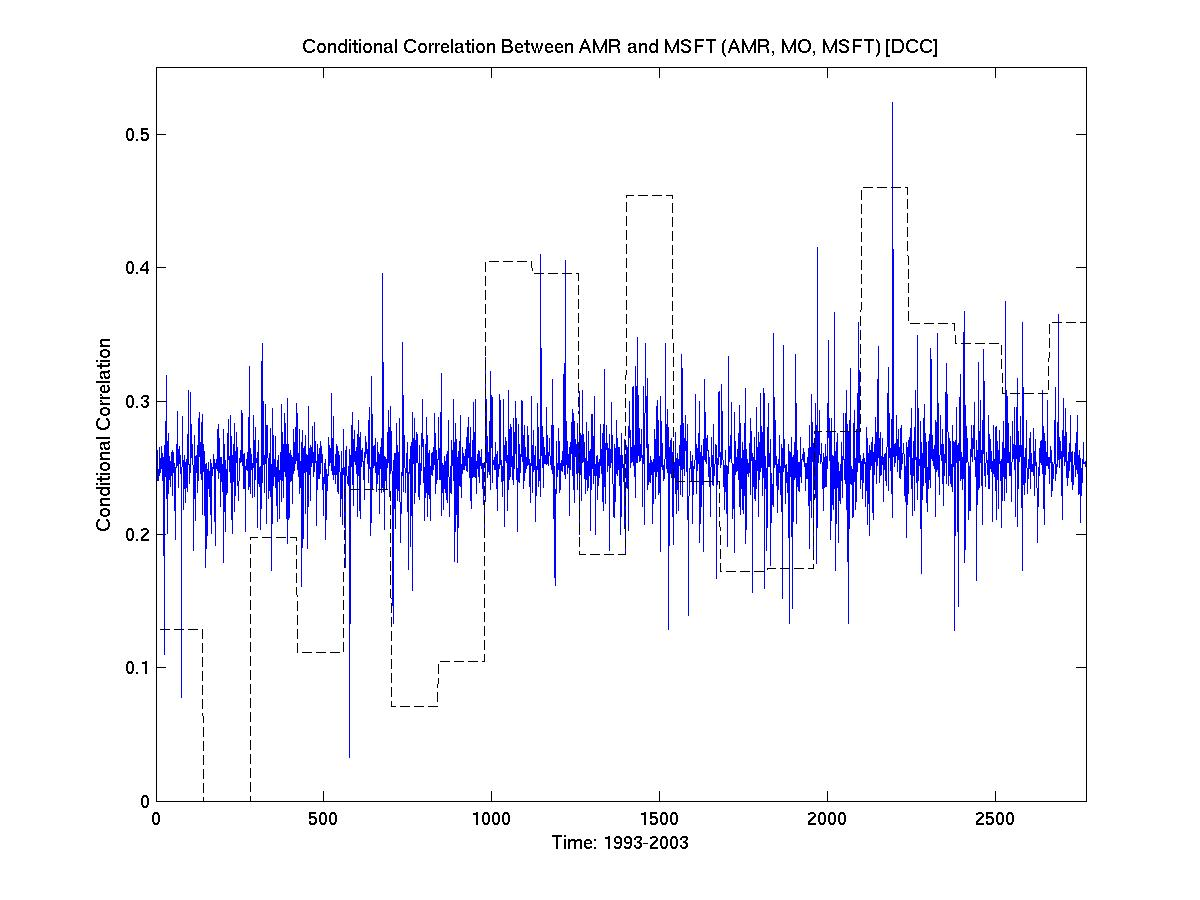 Conditional Correlation Between AMR and MSFT (AMR, MO, MSFT) [DCC]
0.5
0.4
0.3
0.2
0.1
0
Conditional Correlation
0 500 1000 1500 2000 2500
Time: 1993-2003